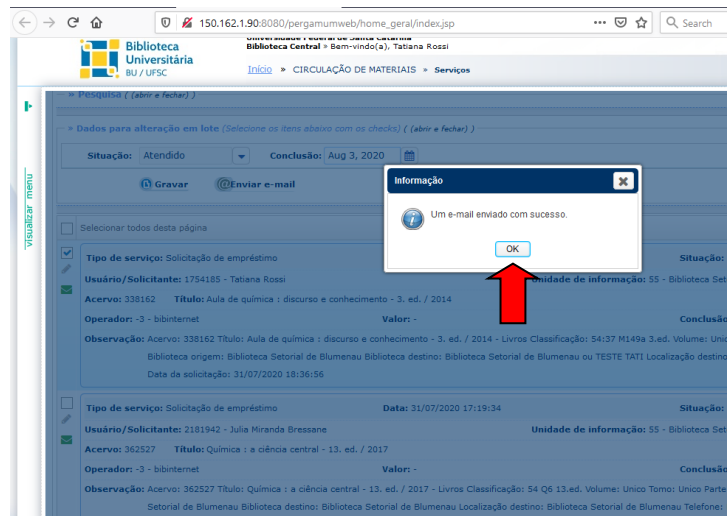 150.162.1.90:8080/pergamumweb/home_geral/index.jsp
Search
Universidade Federal de Santa Catarina
Biblioteca Universitária BU / UFSC
Biblioteca Central » Bem-vindo(a), Tatiana Rossi
Início » CIRCULAÇÃO DE MATERIAIS » Serviços
visualizar menu
» Pesquisa ( (abrir e fechar) )
» Dados para alteração em lote (Selecione os itens abaixo com os checks) ( (abrir e fechar) )
Situação: Atendido Conclusão: Aug 3, 2020
Gravar @Enviar e-mail
Informação
Um e-mail enviado com sucesso.
OK
Selecionar todos desta página
Tipo de serviço: Solicitação de empréstimo Situação:
Usuário/Solicitante: 1754185 - Tatiana Rossi Unidade de informação: 55 - Biblioteca Set
Acervo: 338162 Título: Aula de química : discurso e conhecimento - 3. ed. / 2014
Operador: -3 - bibinternet Valor: - Conclusão
Observação: Acervo: 338162 Título: Aula de química : discurso e conhecimento - 3. ed. / 2014 - Livros Classificação: 54:37 M149a 3.ed. Volume: Unic
Biblioteca origem: Biblioteca Setorial de Blumenau Biblioteca destino: Biblioteca Setorial de Blumenau ou TESTE TATI Localização destino
Data da solicitação: 31/07/2020 18:36:56
Tipo de serviço: Solicitação de empréstimo Data: 31/07/2020 17:19:34 Situação:
Usuário/Solicitante: 2181942 - Julia Miranda Bressane Unidade de informação: 55 - Biblioteca Set
Acervo: 362527 Título: Química : a ciência central - 13. ed. / 2017
Operador: -3 - bibinternet Valor: - Conclusão
Observação: Acervo: 362527 Título: Química : a ciência central - 13. ed. / 2017 - Livros Classificação: 54 Q6 13.ed. Volume: Unico Tomo: Unico Parte
Setorial de Blumenau Biblioteca destino: Biblioteca Setorial de Blumenau Localização destino: Biblioteca Setorial de Blumenau Telefone: